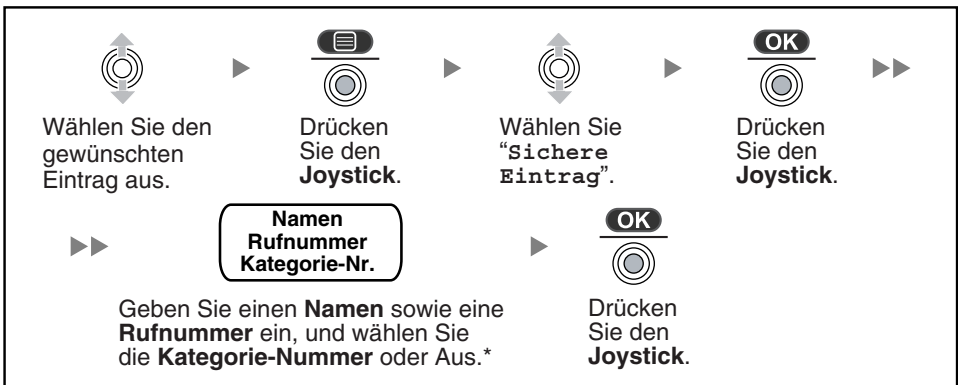 OK
Wählen Sie den
gewünschten
Eintrag aus.
Drücken
Sie den
Joystick.
Wählen Sie
“Sichere
Eintrag”.
Drücken
Sie den
Joystick.
Namen
Rufnummer
Kategorie-Nr.
OK
Geben Sie einen Namen sowie eine
Rufnummer ein, und wählen Sie
die Kategorie-Nummer oder Aus.*
Drücken
Sie den
Joystick.